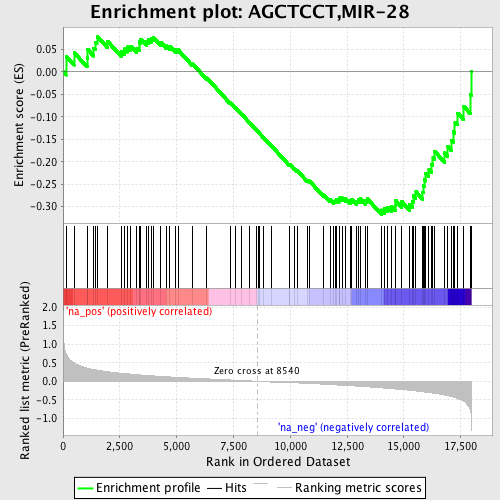 Enrichment plot: AGCTCCT,MIR-28
Enrichment score (ES)
0.05
0.00
-0.05
-0.10
-0.15
-0.20
-0.25
-0.30
'na_pos' (positively correlated)
Ranked list metric (PreRanked)
2.0
1.5
1.0
0.5
0.0
-0.5
-1.0
Zero cross at 8540
'na_neg' (negatively correlated)
0
2,500
5,000
7,500
10,000
12,500
15,000
17,500
Rank in Ordered Dataset
Enrichment profile
Hits
Ranking metric scores